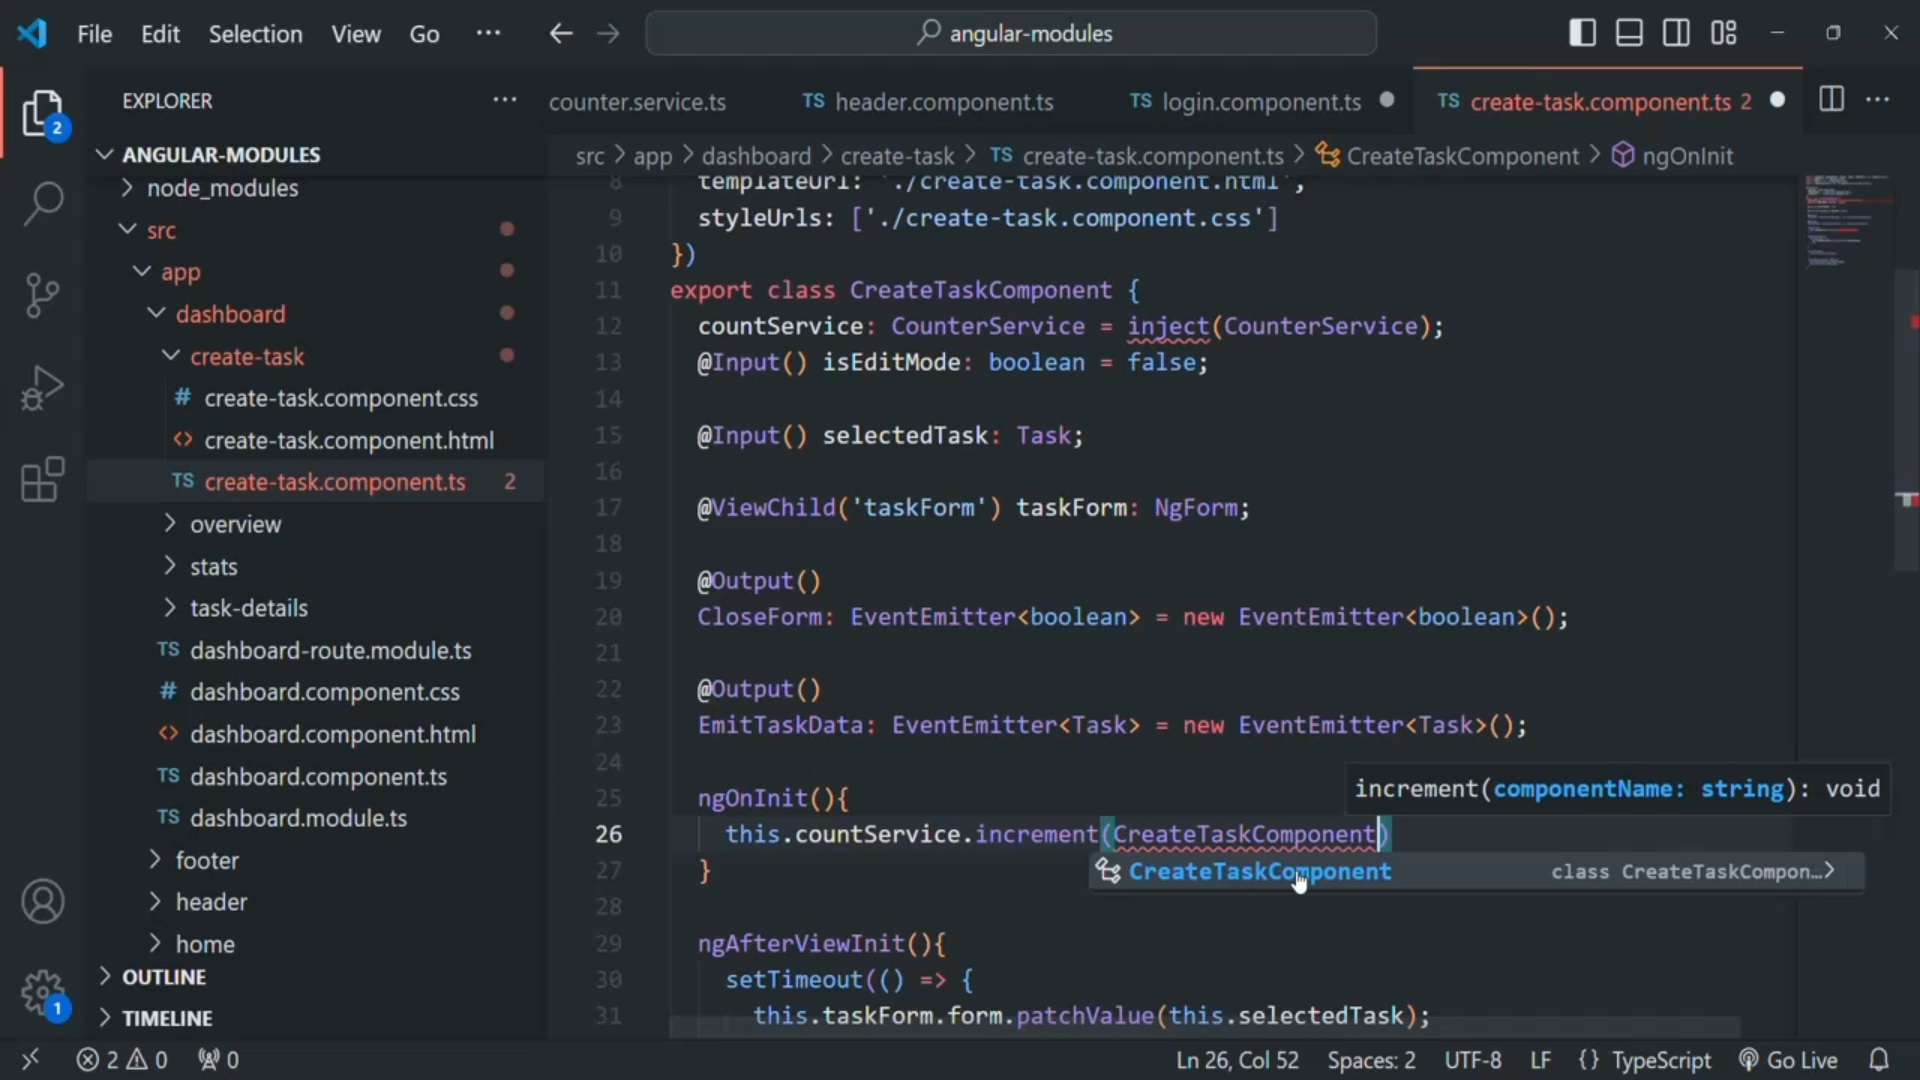 File Edit Selection View Go ··· angular-modules
EXPLORER ···
2
ANGULAR-MODULES
node_modules
src
app
dashboard
create-task
create-task.component.css
create-task.component.html
TS create-task.component.ts 2
overview
stats
task-details
TS dashboard-route.module.ts
dashboard.component.css
dashboard.component.html
TS dashboard.component.ts
TS dashboard.module.ts
footer
header
home
OUTLINE
TIMELINE
1
counter.service.ts TS header.component.ts TS login.component.ts TS create-task.component.ts 2 ···
src > app > dashboard > create-task > TS create-task.component.ts > CreateTaskComponent > ngOnInit
8 templateUrl: './create-task.component.html',
9 styleUrls: ['./create-task.component.css']
10 })
11 export class CreateTaskComponent {
12 countService: CounterService = inject(CounterService);
13 @Input() isEditMode: boolean = false;
14
15 @Input() selectedTask: Task;
16
17 @ViewChild('taskForm') taskForm: NgForm;
18
19 @Output()
20 CloseForm: EventEmitter<boolean> = new EventEmitter<boolean>();
21
22 @Output()
23 EmitTaskData: EventEmitter<Task> = new EventEmitter<Task>();
24
25 ngOnInit(){
increment(componentName: string): void
26 this.countService.increment(CreateTaskComponent)
CreateTaskComponent class CreateTaskCompon…
27 }
28
29 ngAfterViewInit(){
30 setTimeout(() => {
31 this.taskForm.form.patchValue(this.selectedTask);
2 0 0 Ln 26, Col 52 Spaces: 2 UTF-8 LF {} TypeScript Go Live